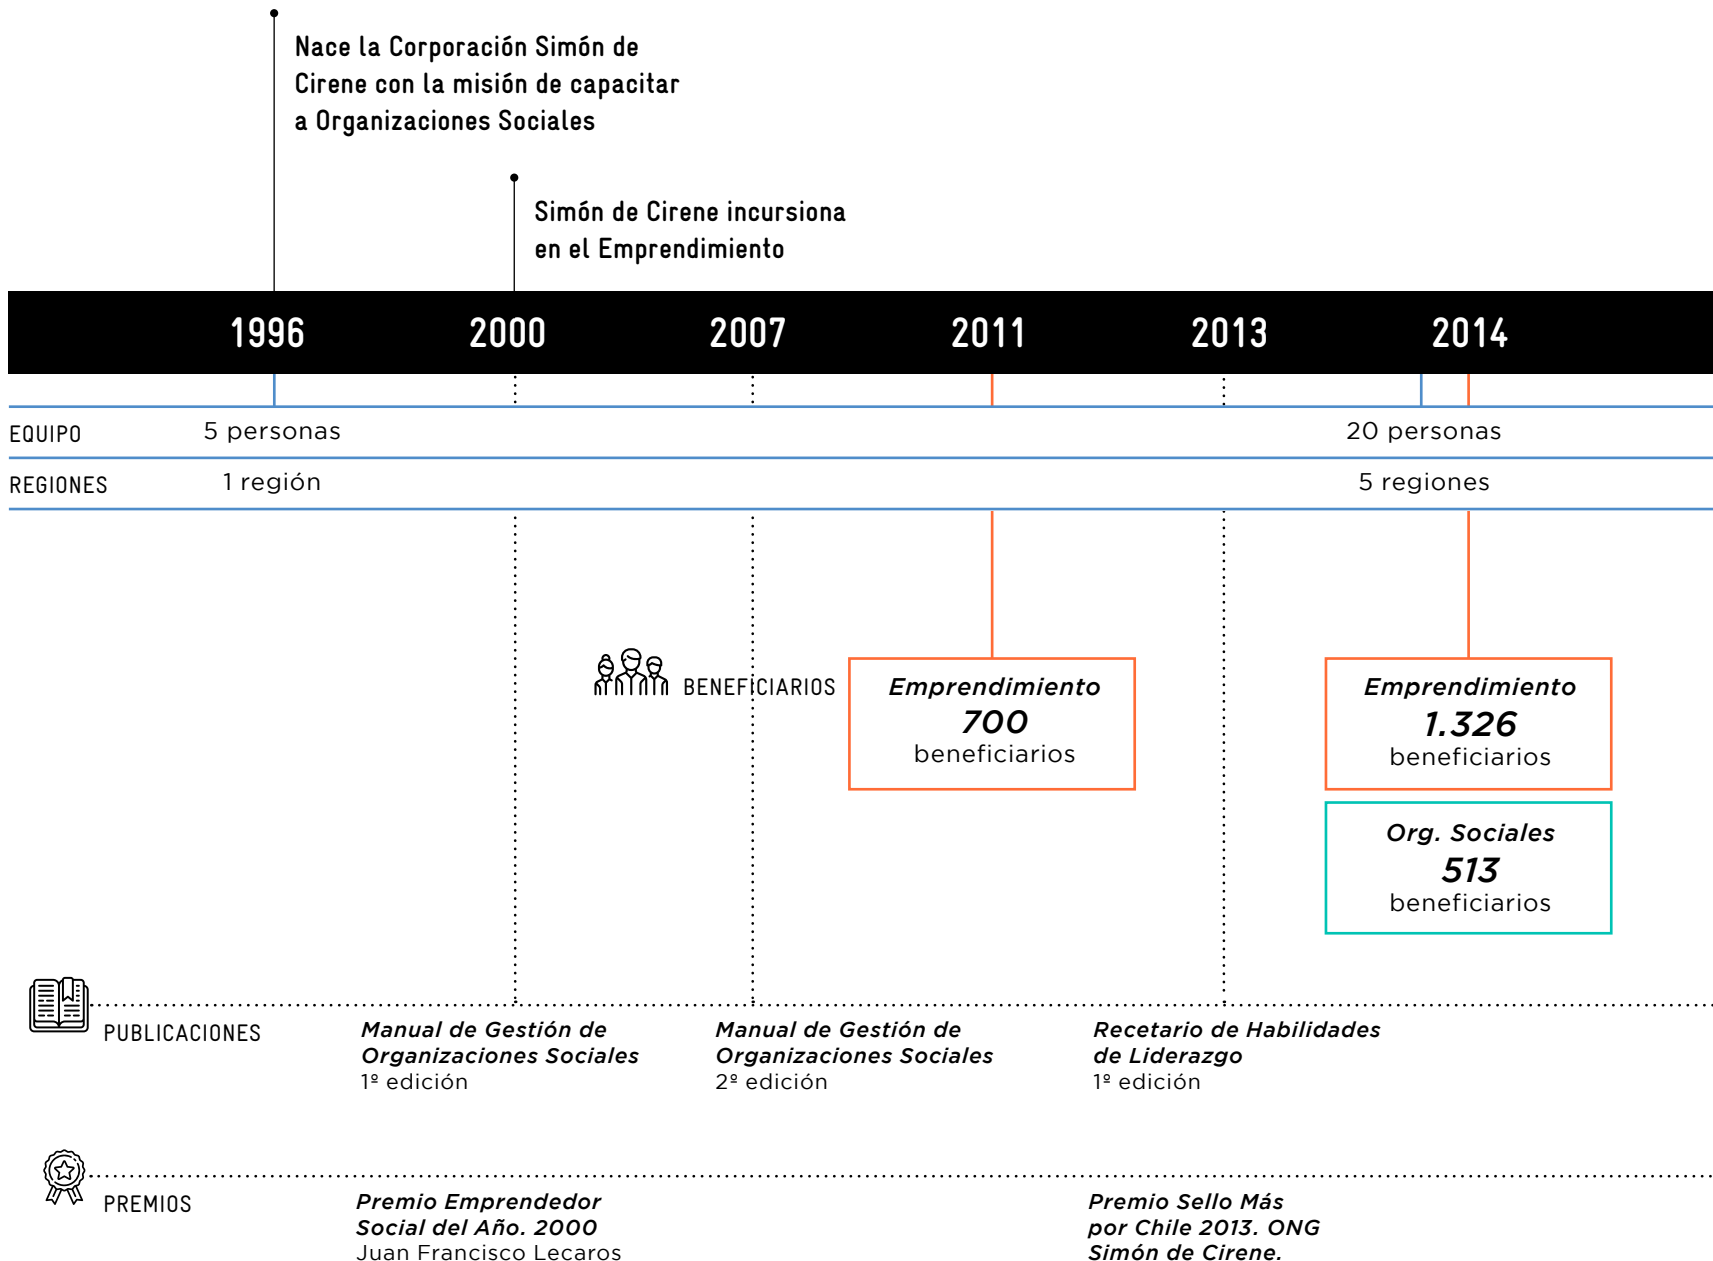 Nace la Corporación Simón de
Cirene con la misión de capacitar
a Organizaciones Sociales
Simón de Cirene incursiona
en el Emprendimiento
1996
2000
2007
2011
2013
2014
EQUIPO
5 personas
20 personas
REGIONES
1 región
5 regiones
BENEFICIARIOS
Emprendimiento
700
beneficiarios
Emprendimiento
1.326
beneficiarios
Org. Sociales
513
beneficiarios
PUBLICACIONES
Manual de Gestión de
Organizaciones Sociales
1º edición
Manual de Gestión de
Organizaciones Sociales
2º edición
Recetario de Habilidades
de Liderazgo
1º edición
PREMIOS
Premio Emprendedor
Social del Año. 2000
Juan Francisco Lecaros
Premio Sello Más
por Chile 2013. ONG
Simón de Cirene.